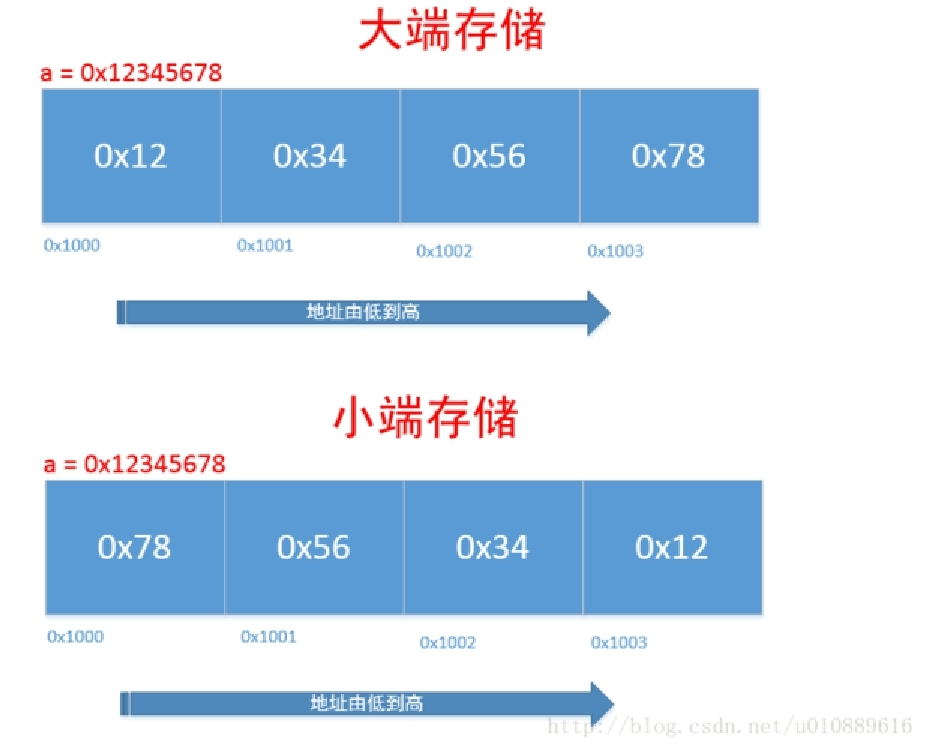 大端存储
a = 0x12345678
0x12 0x34 0x56 0x78
0x1000 0x1001 0x1002 0x1003
地址由低到高
小端存储
a = 0x12345678
0x78 0x56 0x34 0x12
0x1000 0x1001 0x1002 0x1003
地址由低到高
http://blog.csdn.net/u010889616